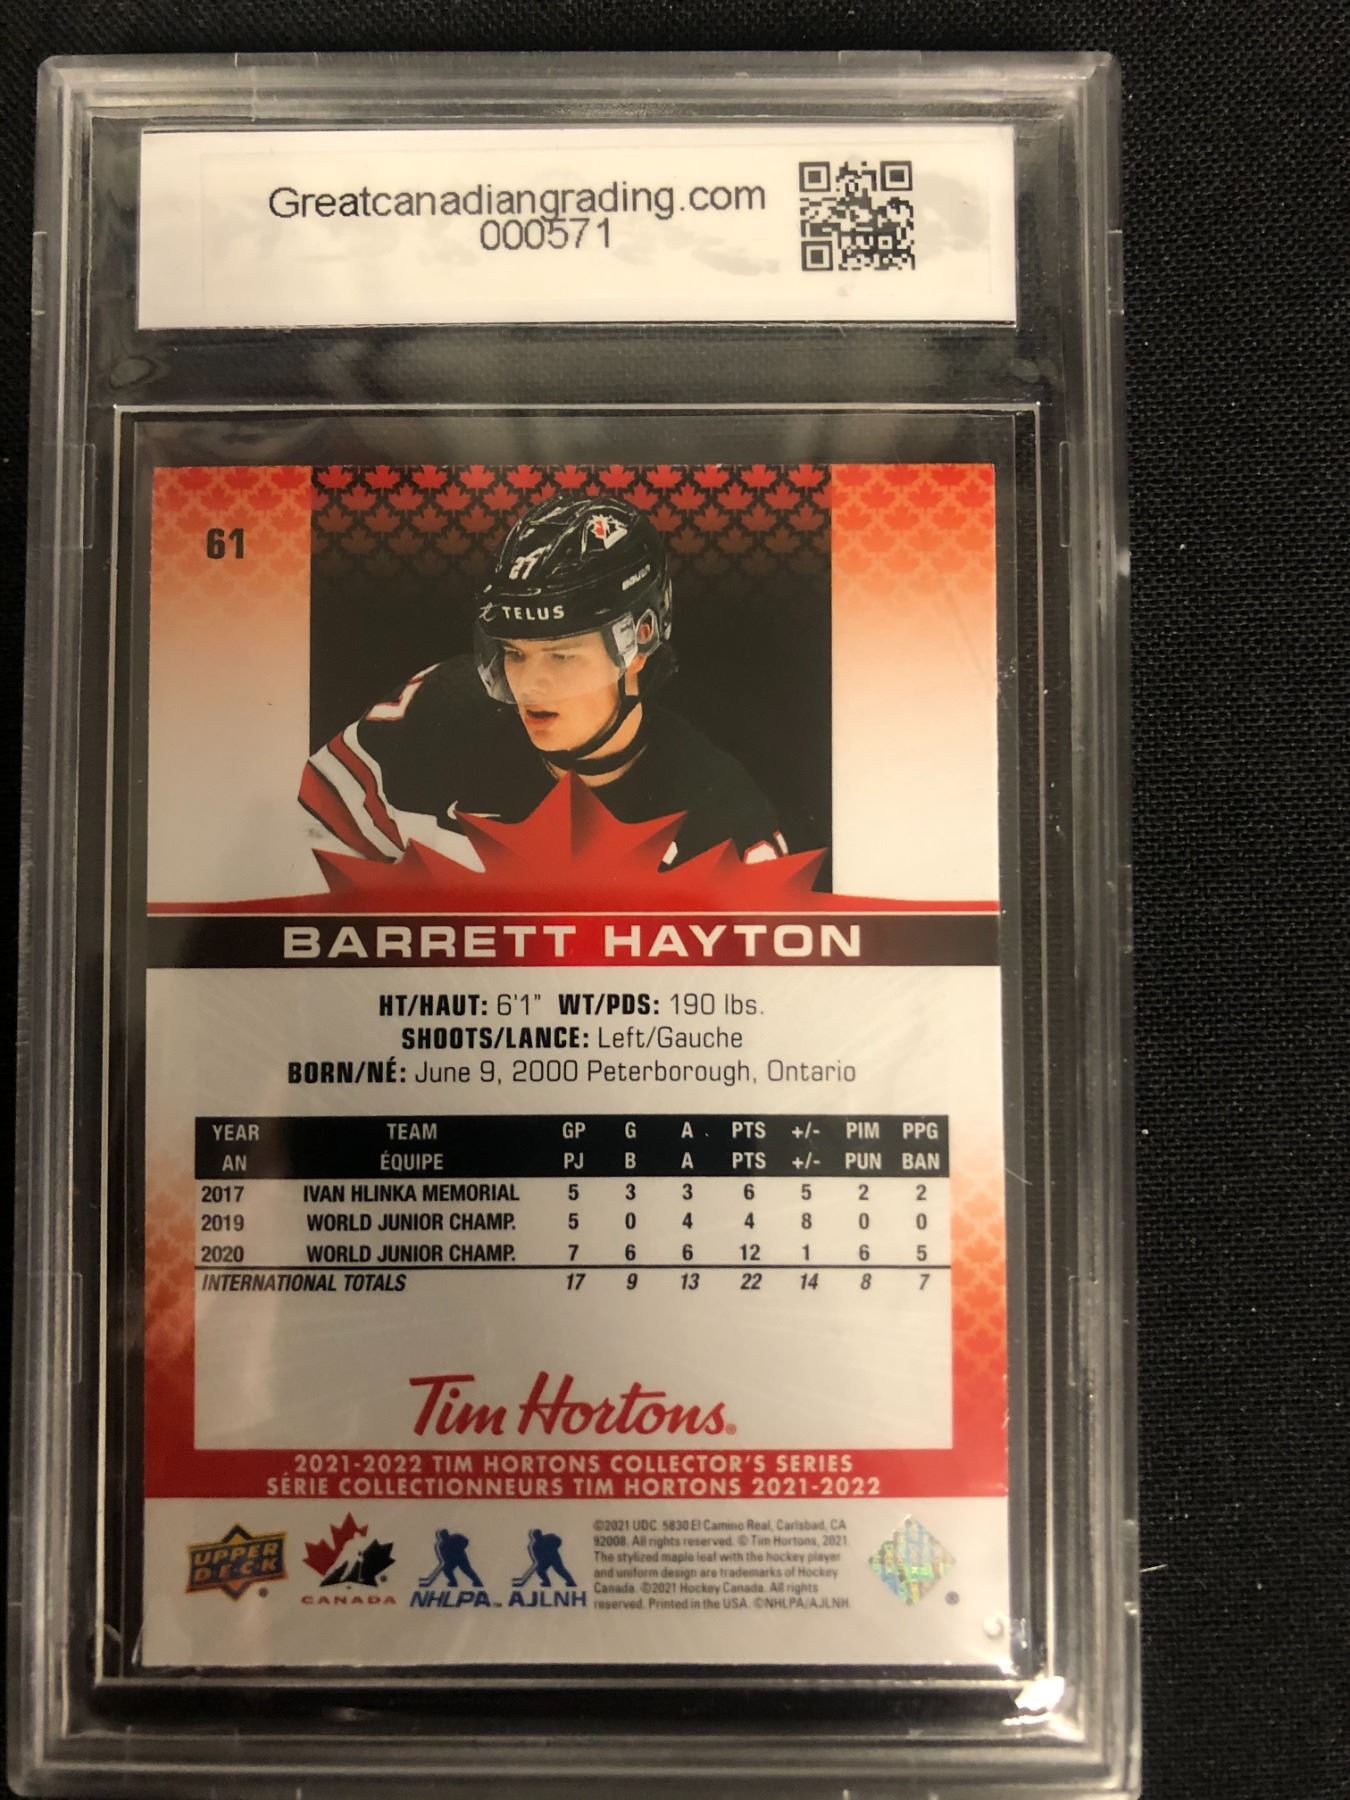 Greatcanadiangrading.com
000571
61
27
BAUER
TELUS
BARRETT HAYTON
HT/HAUT: 6'1" WT/PDS: 190 lbs.
SHOOTS/LANCE: Left/Gauche
BORN/NÉ: June 9, 2000 Peterborough, Ontario
YEAR TEAM GP G A PTS +/- PIM PPG
AN ÉQUIPE PJ B A PTS +/- PUN BAN
2017 IVAN HLINKA MEMORIAL 5 3 3 6 5 2 2
2019 WORLD JUNIOR CHAMP. 5 0 4 4 8 0 0
2020 WORLD JUNIOR CHAMP. 7 6 6 12 1 6 5
INTERNATIONAL TOTALS 17 9 13 22 14 8 7
Tim Hortons®
2021-2022 TIM HORTONS COLLECTOR'S SERIES
SÉRIE COLLECTIONNEURS TIM HORTONS 2021-2022
UPPER DECK®
CANADA
NHLPA™ AJLNH
©2021 UDC. 5830 El Camino Real, Carlsbad, CA
92008. All rights reserved. © Tim Hortons, 2021.
The stylized maple leaf with the hockey player
and uniform design are trademarks of Hockey
Canada. ©2021 Hockey Canada. All rights
reserved. Printed in the USA. ©NHLPA/AJLNH.
®